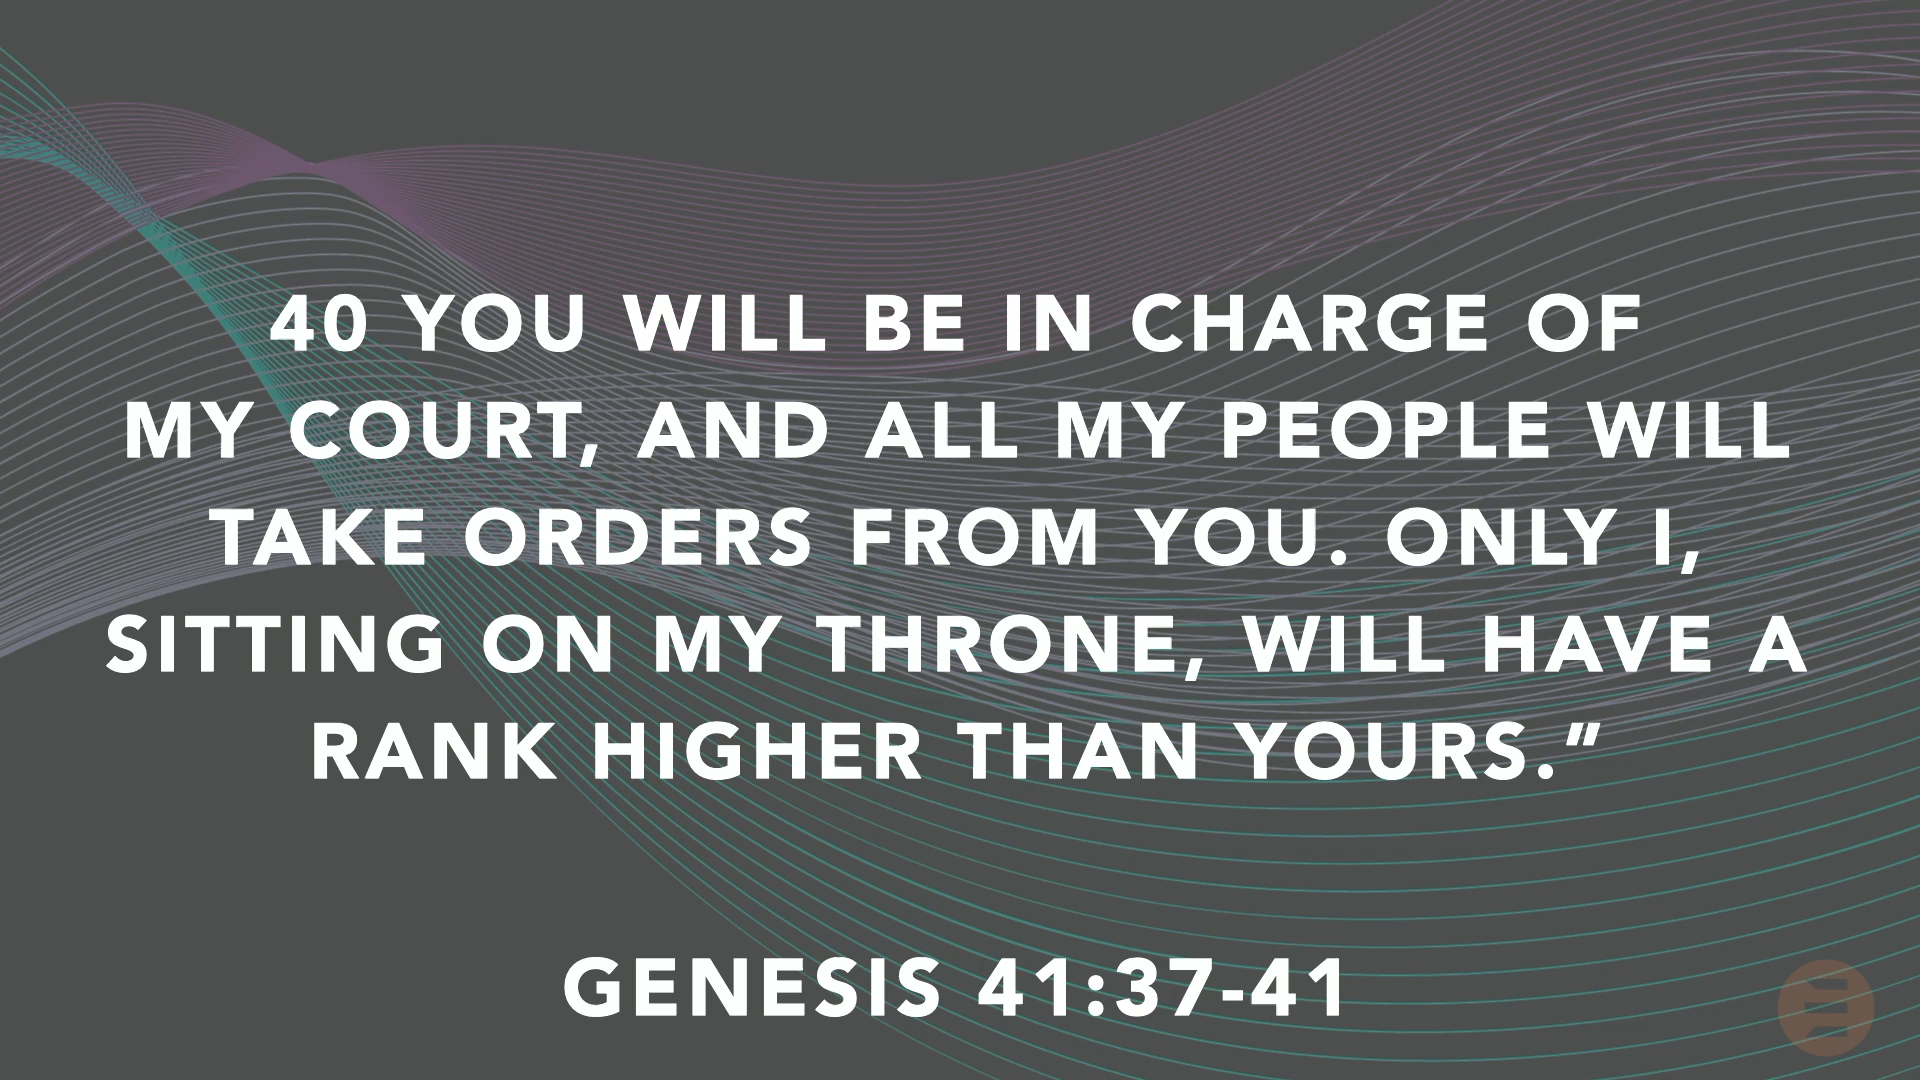 40 YOU WILL BE IN CHARGE OF
MY COURT, AND ALL MY PEOPLE WILL
TAKE ORDERS FROM YOU. ONLY I,
SITTING ON MY THRONE, WILL HAVE A
RANK HIGHER THAN YOURS.”
GENESIS 41:37-41